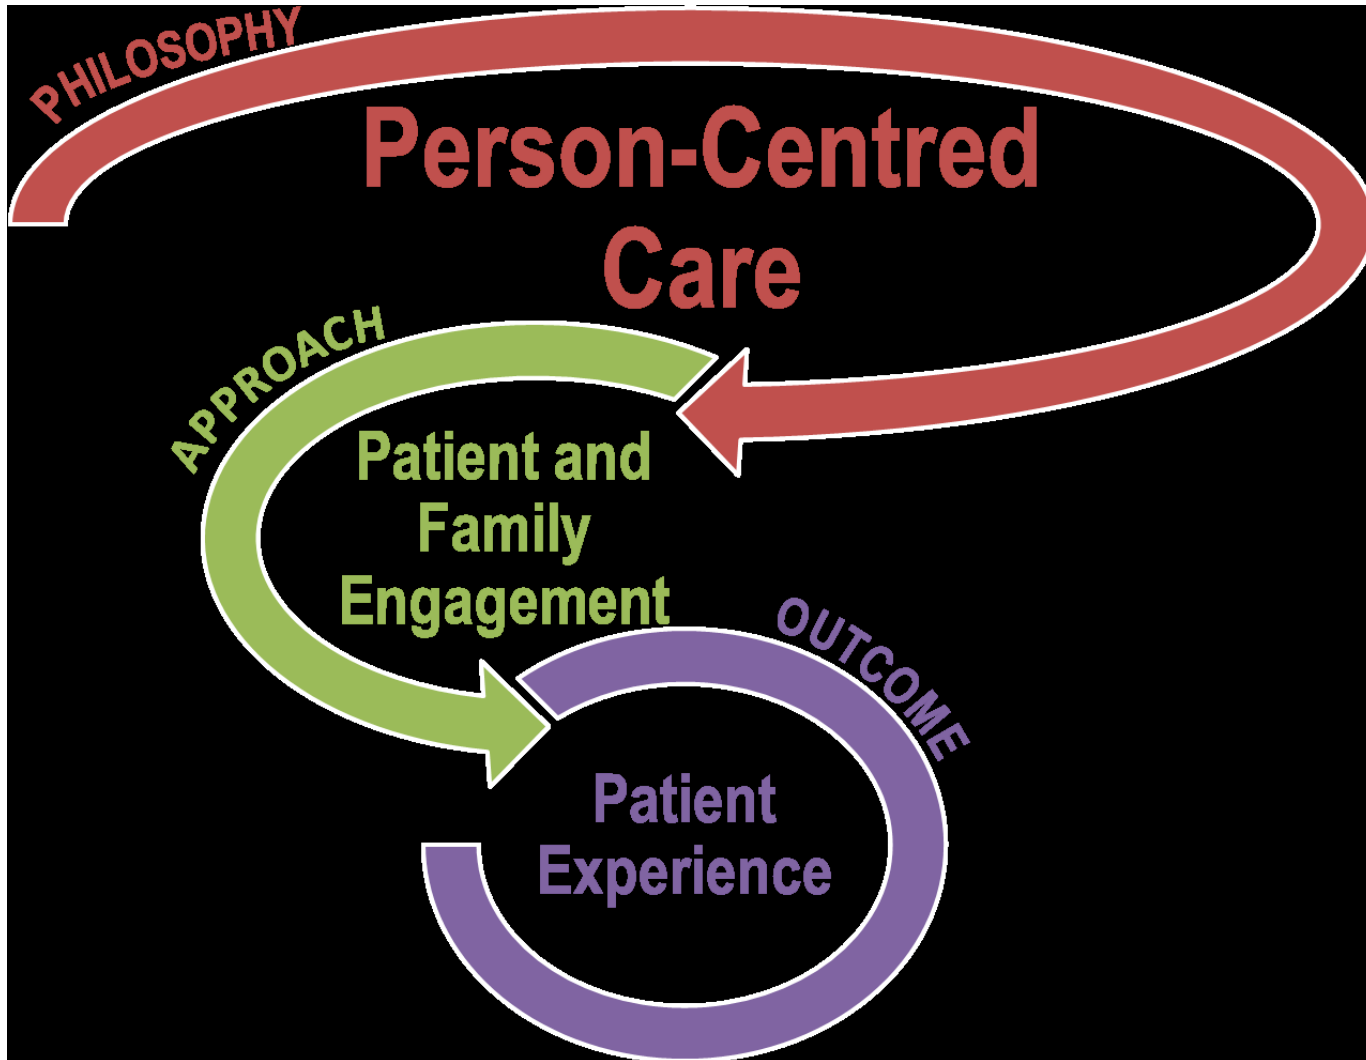 PHILOSOPHY
Person-Centred
Care
APPROACH
Patient and
Family
Engagement
OUTCOME
Patient
Experience